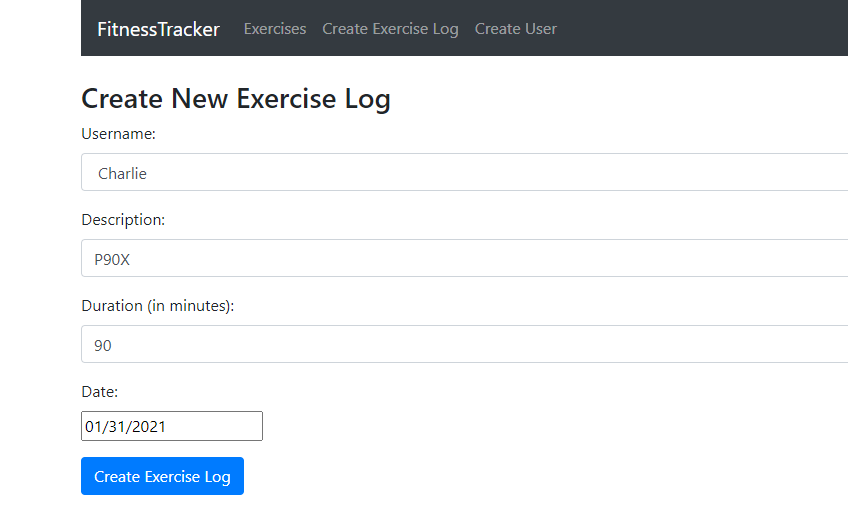 FitnessTracker Exercises Create Exercise Log Create User
Create New Exercise Log
Username:
Charlie
Description:
P90X
Duration (in minutes):
90
Date:
01/31/2021
Create Exercise Log